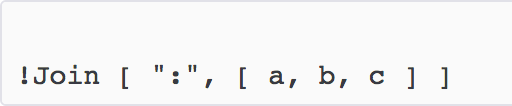 !Join [ ":", [ a, b, c ] ]